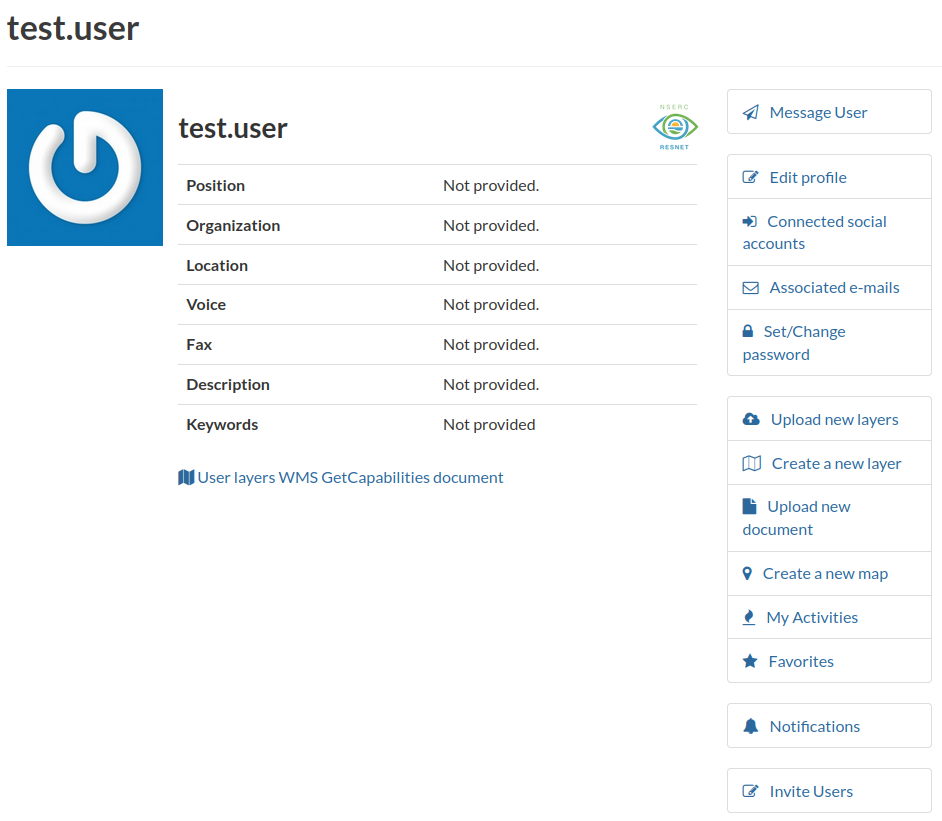 test.user
test.user
NSERC
RESNET
Position Not provided.
Organization Not provided.
Location Not provided.
Voice Not provided.
Fax Not provided.
Description Not provided.
Keywords Not provided
User layers WMS GetCapabilities document
Message User
Edit profile
Connected social
accounts
Associated e-mails
Set/Change
password
Upload new layers
Create a new layer
Upload new
document
Create a new map
My Activities
Favorites
Notifications
Invite Users